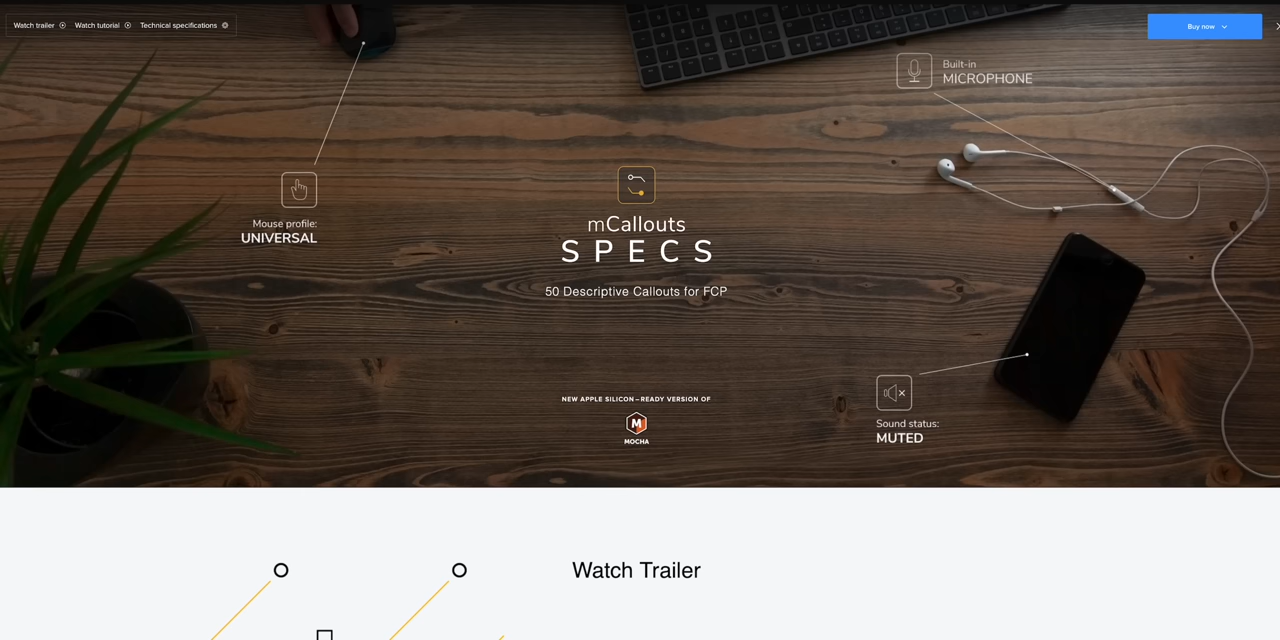 Watch trailer
Watch tutorial
Technical specifications
Buy now
Built-in
MICROPHONE
Mouse profile:
UNIVERSAL
mCallouts
SPECS
50 Descriptive Callouts for FCP
NEW APPLE SILICON–READY VERSION OF
M
MOCHA
Sound status:
MUTED
Watch Trailer